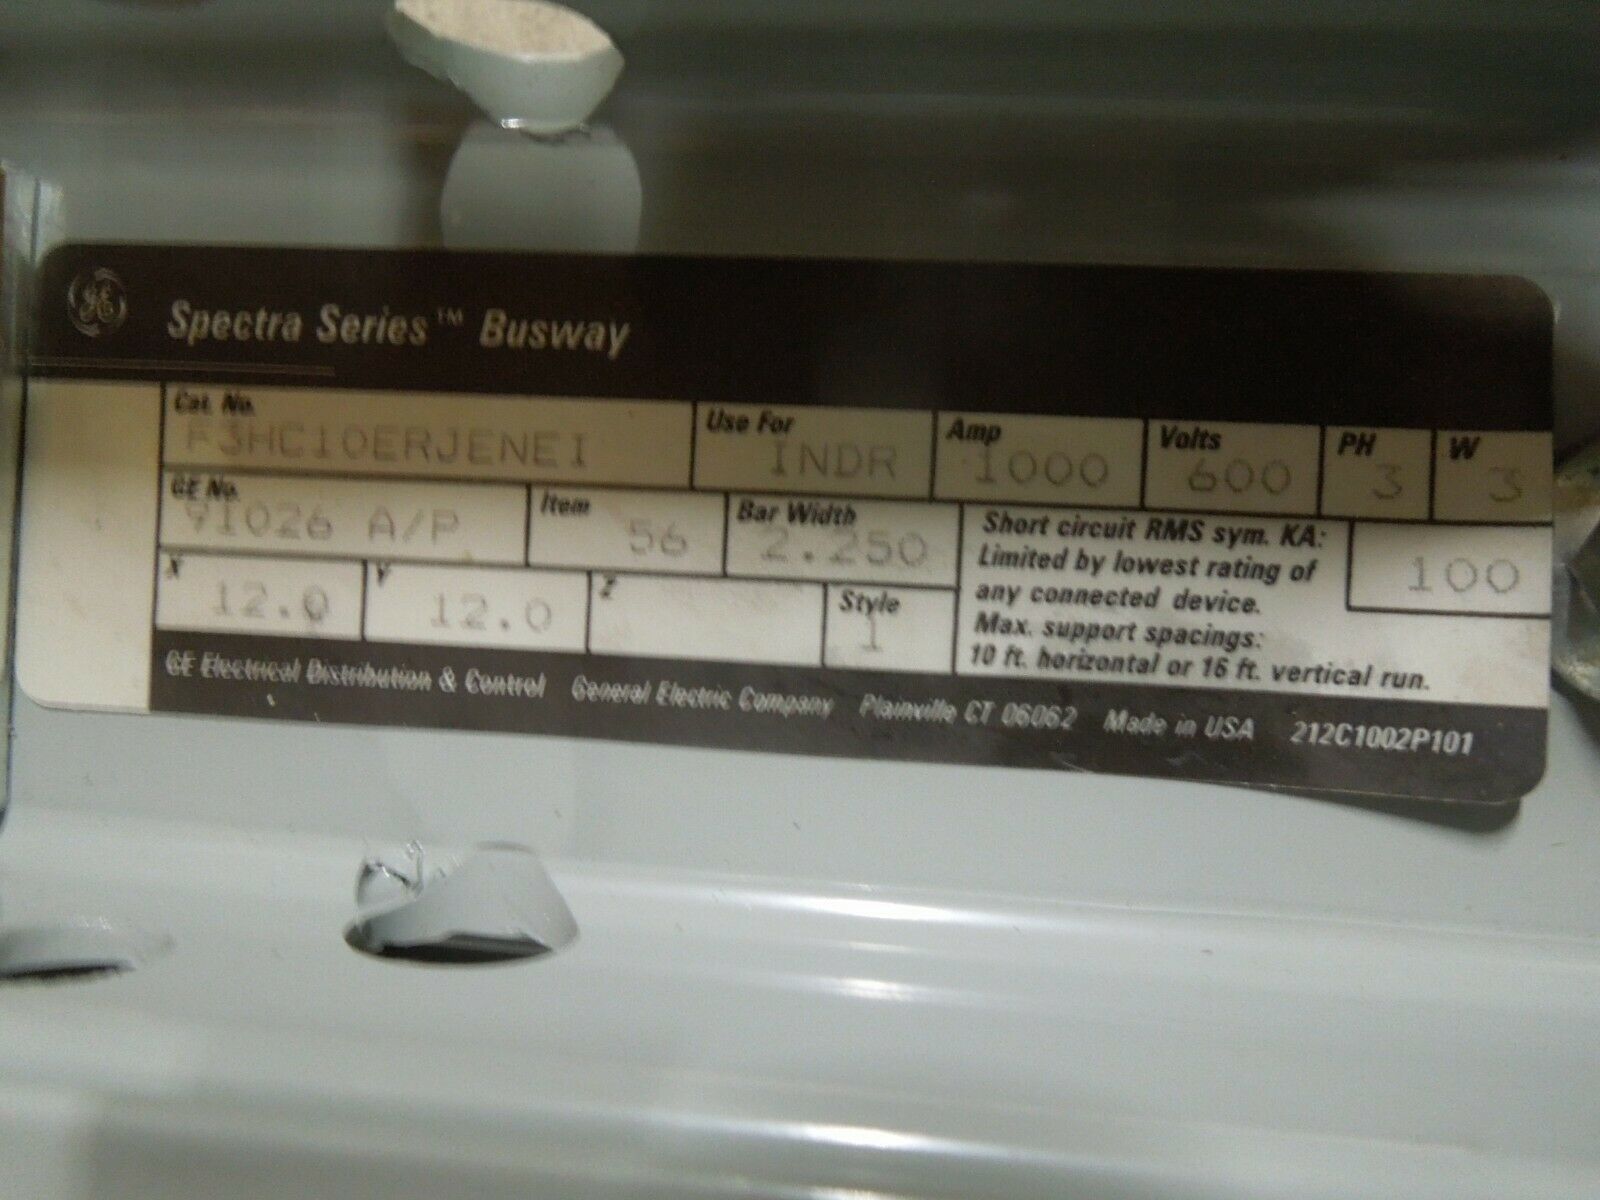 GE Spectra Series™ Busway
Cat. No. Use For Amp Volts PH W
F3HC10ERJENEI INDR 1000 600 3 3
GE No. Item Bar Width Short circuit RMS sym. KA:
91026 A/P 56 2.250 Limited by lowest rating of 100
X Y Z Style any connected device.
12.0 12.0 1 Max. support spacings:
10 ft. horizontal or 16 ft. vertical run.
GE Electrical Distribution & Control General Electric Company Plainville CT 06062 Made in USA 212C1002P101